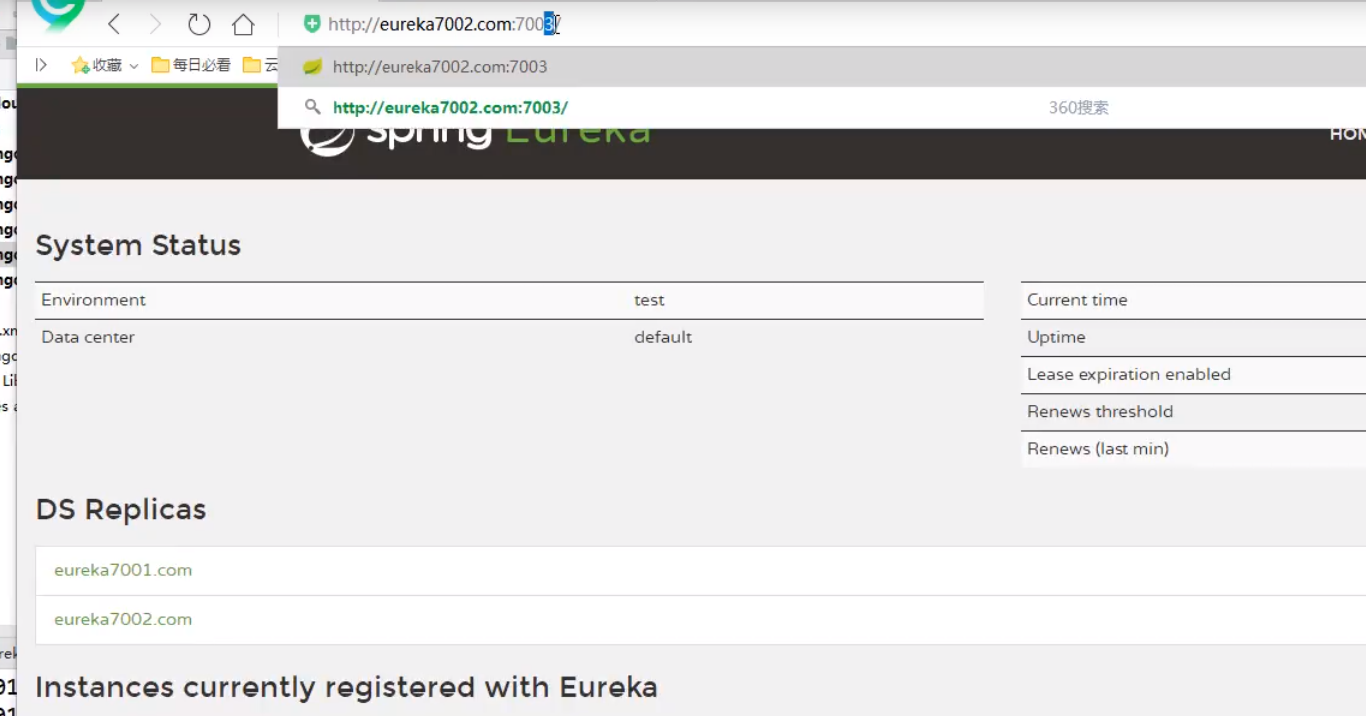 http://eureka7002.com:7003/
收藏
每日必看
云
http://eureka7002.com:7003
http://eureka7002.com:7003/ 360搜索
spring Eureka
HOM
System Status
Environment test
Data center default
Current time
Uptime
Lease expiration enabled
Renews threshold
Renews (last min)
DS Replicas
eureka7001.com
eureka7002.com
Instances currently registered with Eureka